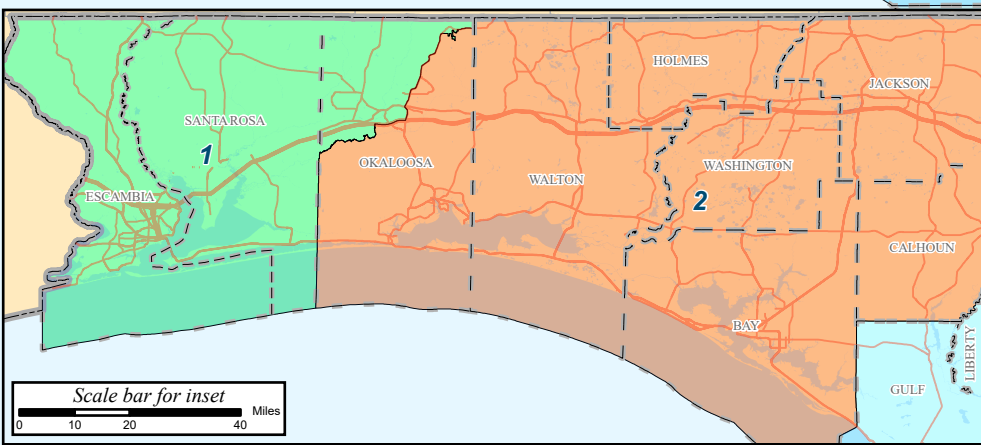 HOLMES
JACKSON
SANTA ROSA
1
OKALOOSA
WALTON
WASHINGTON
ESCAMBIA
2
CALHOUN
BAY
LIBERTY
GULF
Scale bar for inset
Miles
0 10 20 40